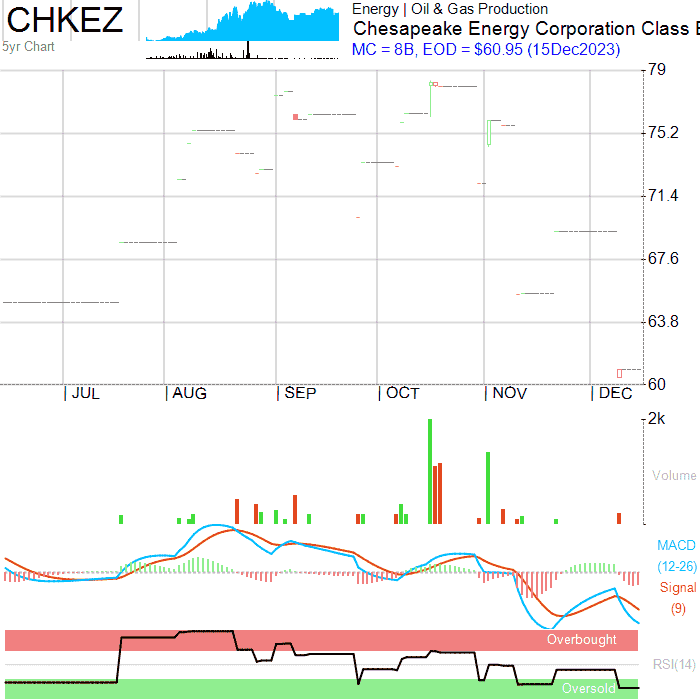 CHKEZ
5yr Chart
Energy | Oil & Gas Production
Chesapeake Energy Corporation Class
MC = 8B, EOD = $60.95 (15Dec2023)
79
75.2
71.4
67.6
63.8
60
| JUL | AUG | SEP | OCT | NOV | DEC
2k
Volume
MACD
(12-26)
Signal
(9)
Overbought
RSI(14)
Oversold